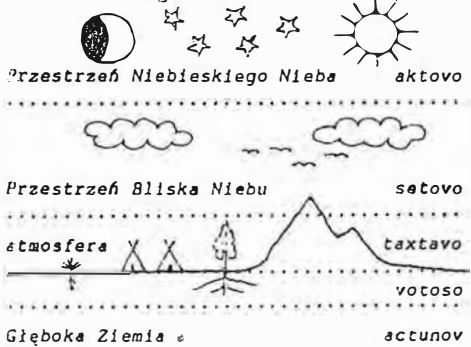 Przestrzeń Niebieskiego Nieba aktovo
Przestrzeń Bliska Niebu setovo
atmosfera taxtavo
votoso
Głęboka Ziemia actunov